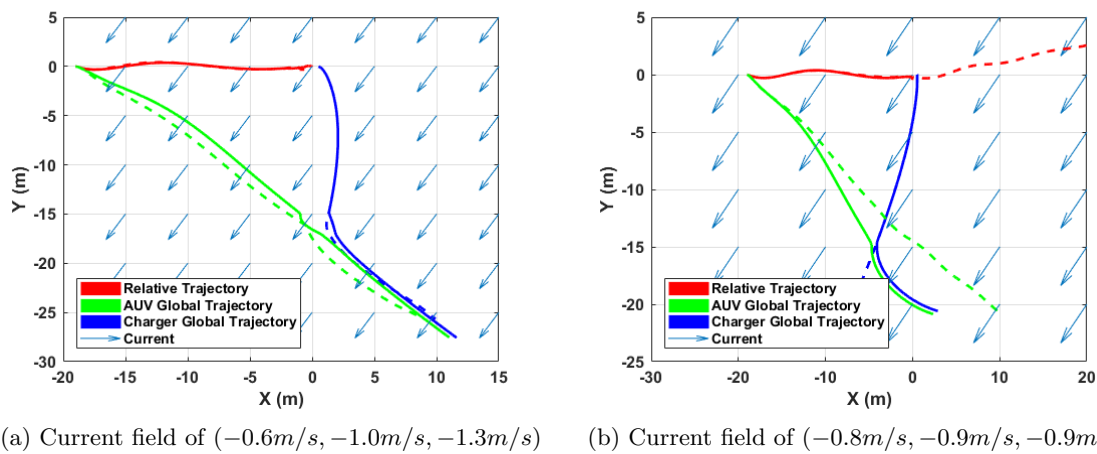 5
0
-5
-10
-15
-20
-25
-30
Y (m)
-20 -15 -10 -5 0 5 10 15
X (m)
Relative Trajectory
AUV Global Trajectory
Charger Global Trajectory
Current
(a) Current field of (−0.6m/s, −1.0m/s, −1.3m/s)
5
0
-5
-10
-15
-20
-25
Y (m)
-30 -20 -10 0 10 20
X (m)
Relative Trajectory
AUV Global Trajectory
Charger Global Trajectory
Current
(b) Current field of (−0.8m/s, −0.9m/s, −0.9m